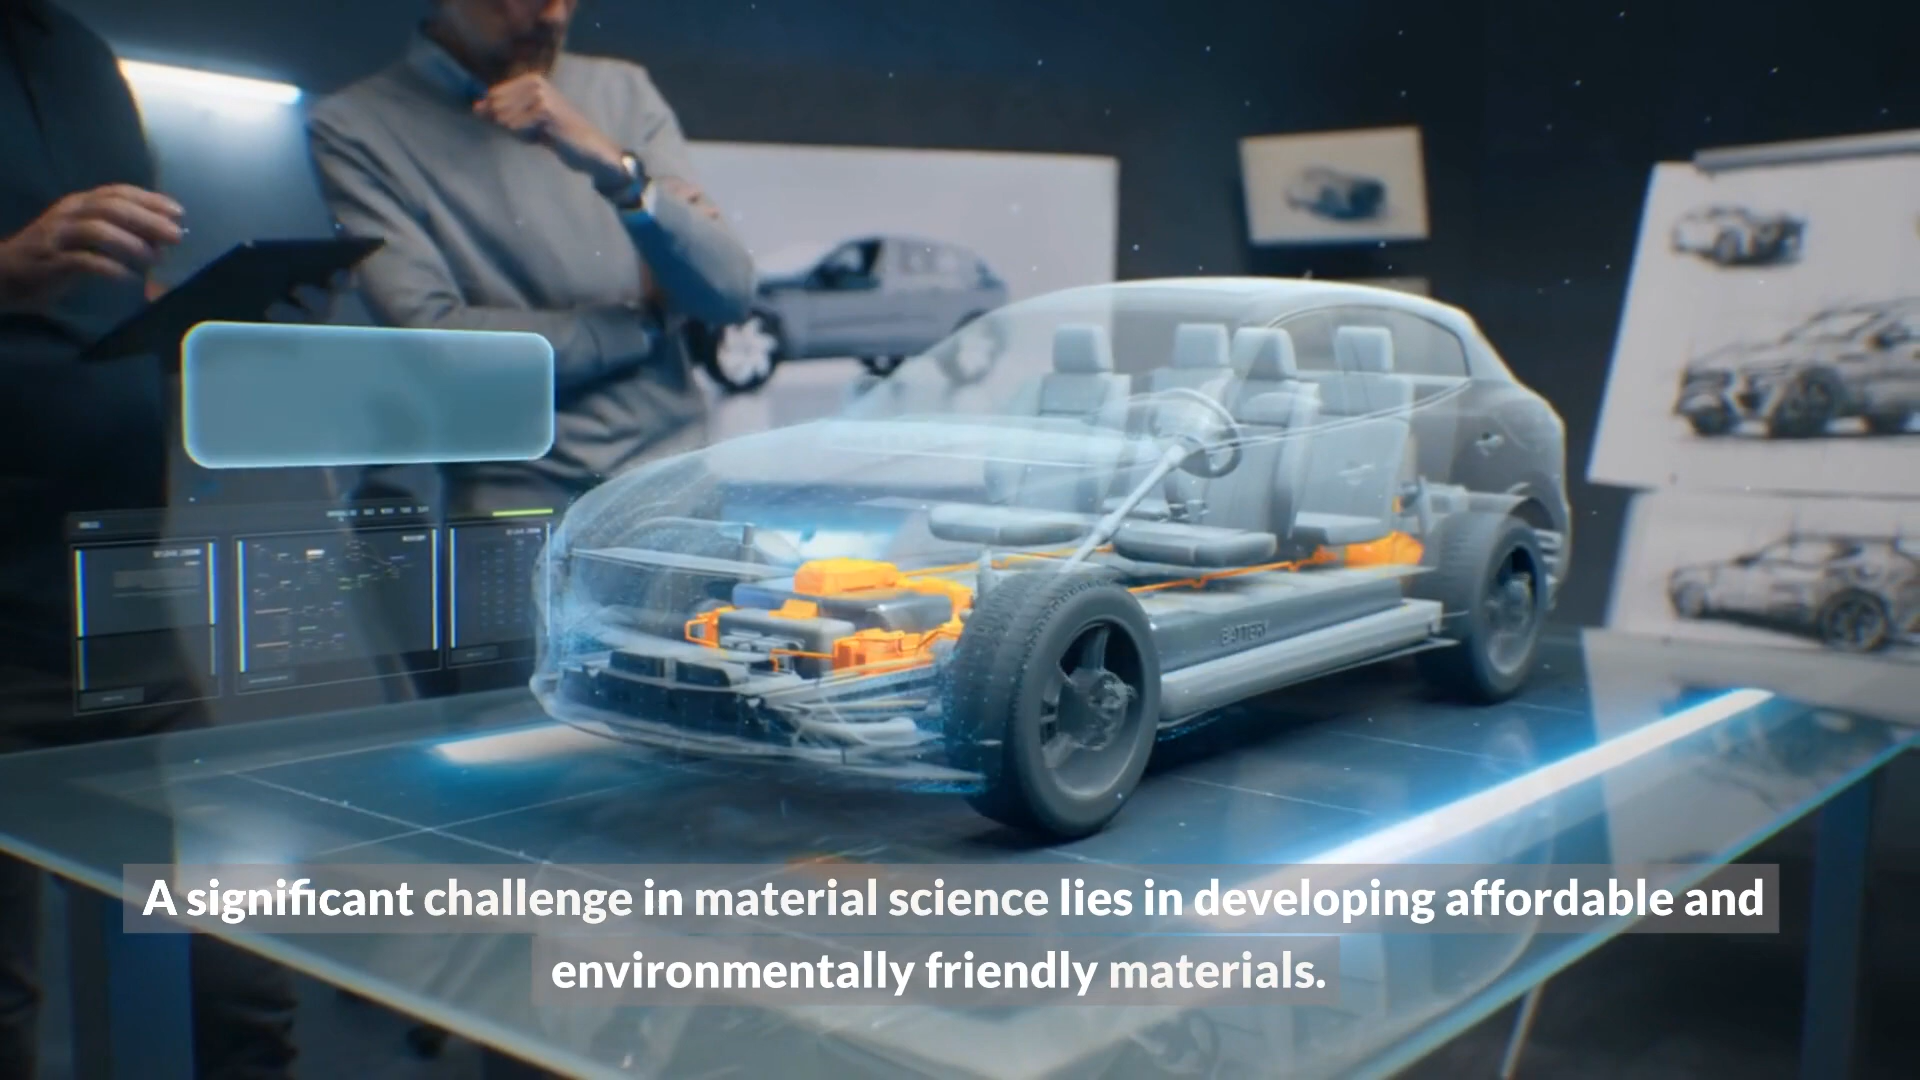 BATTERY
A significant challenge in material science lies in developing affordable and
environmentally friendly materials.